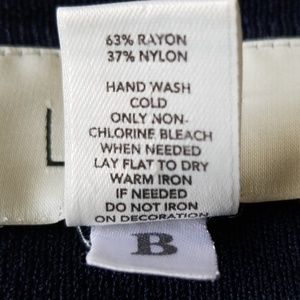 63% RAYON
37% NYLON
HAND WASH
COLD
ONLY NON-
CHLORINE BLEACH
WHEN NEEDED
LAY FLAT TO DRY
WARM IRON
IF NEEDED
DO NOT IRON
ON DECORATION
B